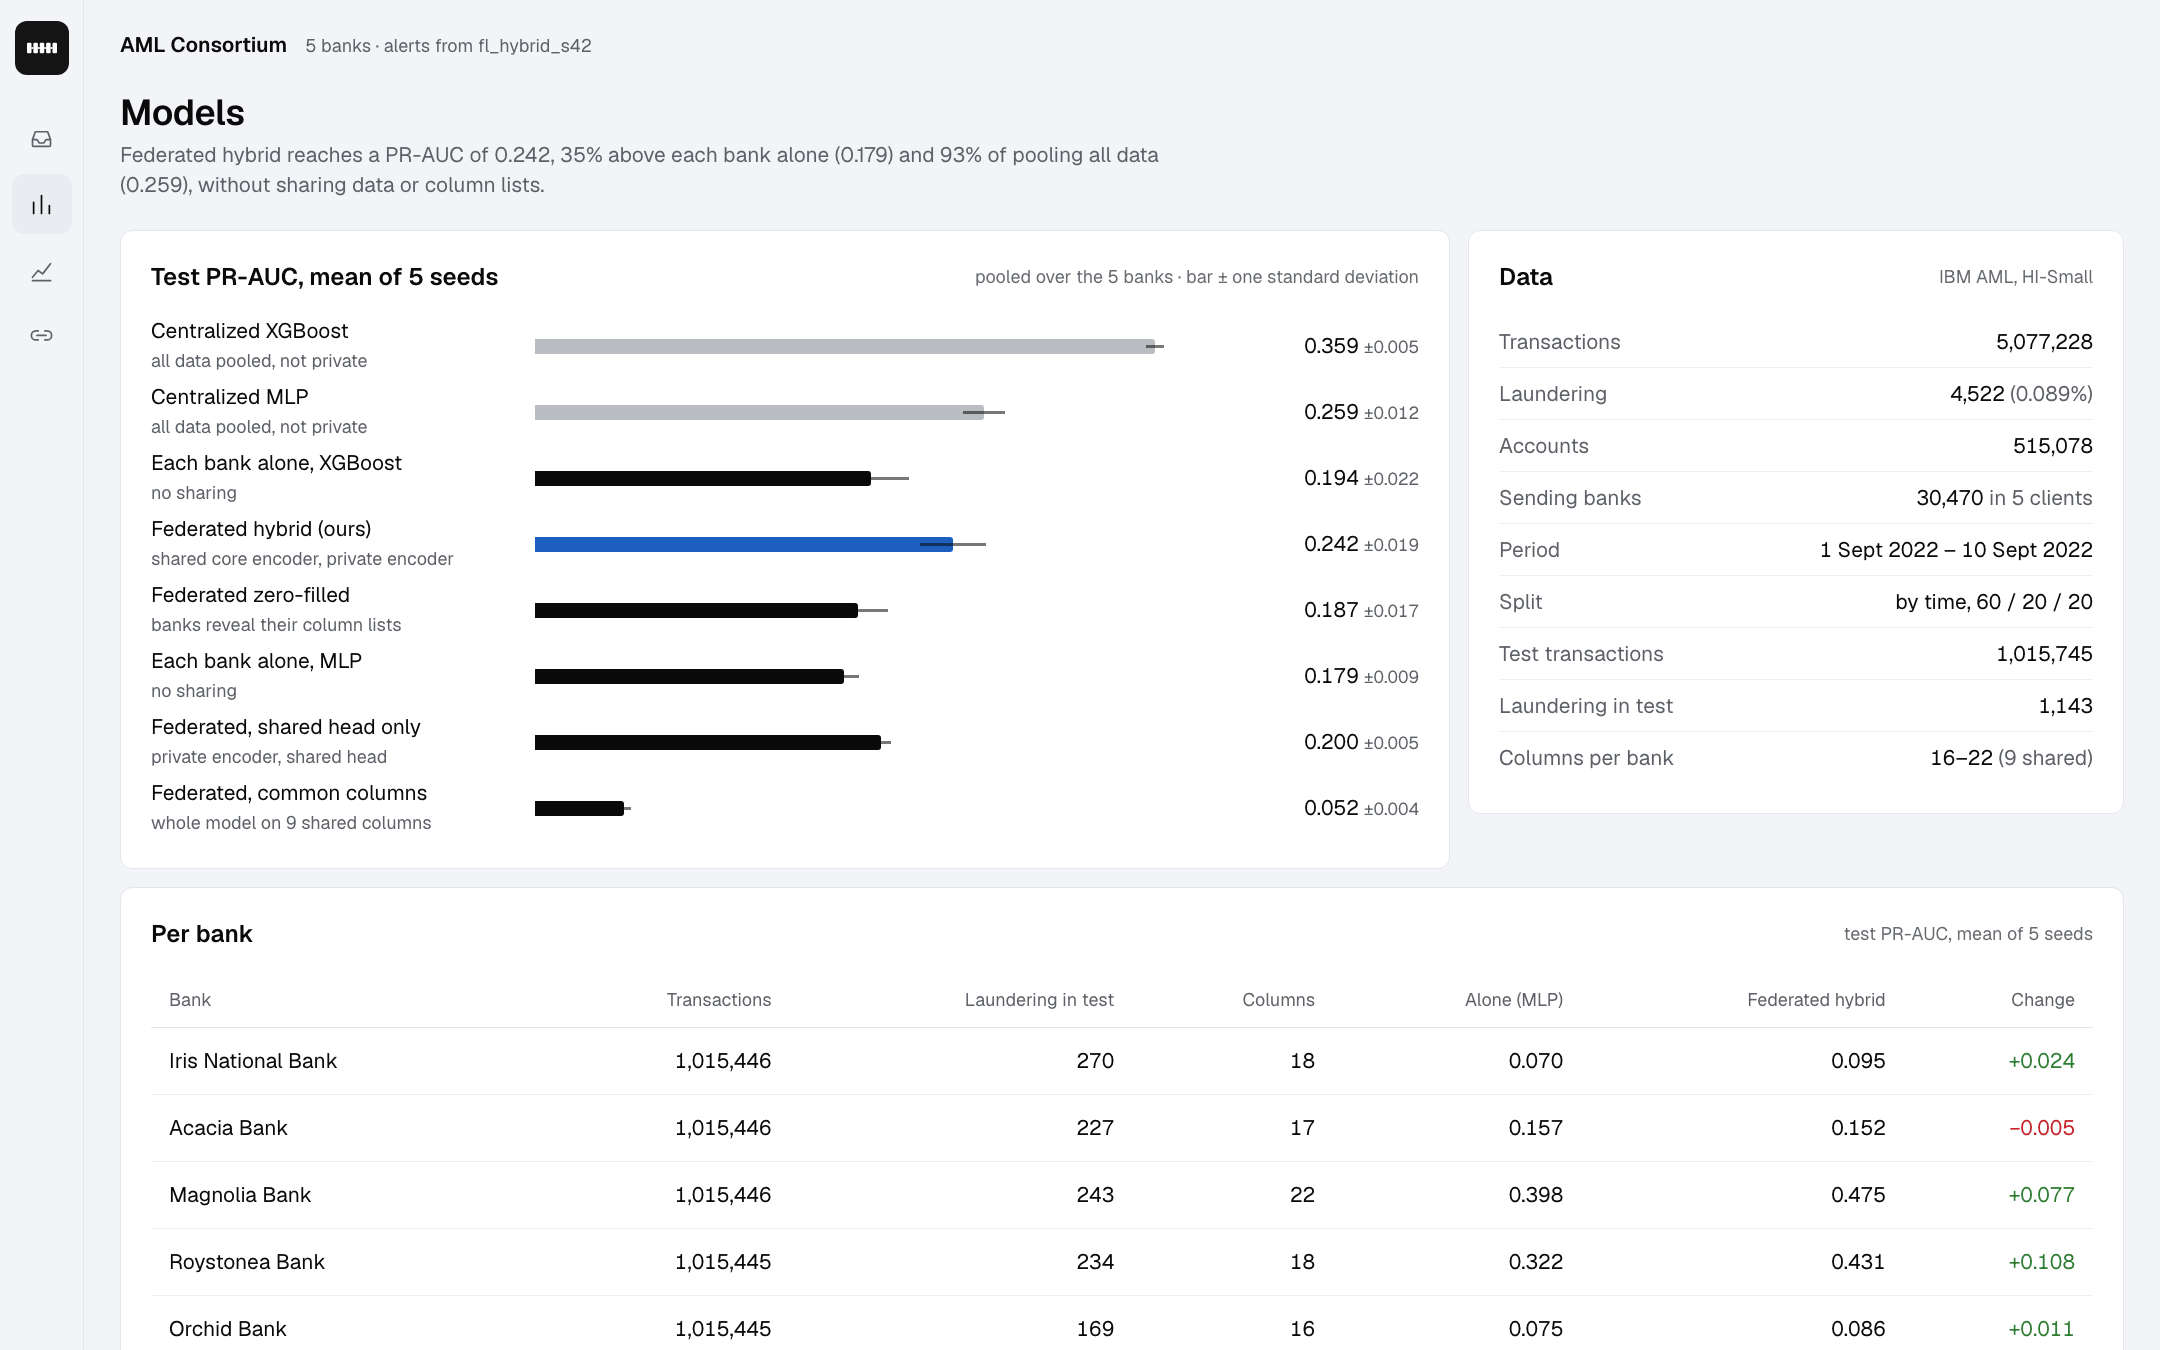 AML Consortium 5 banks · alerts from fl_hybrid_s42
Models
Federated hybrid reaches a PR-AUC of 0.242, 35% above each bank alone (0.179) and 93% of pooling all data
(0.259), without sharing data or column lists.
Test PR-AUC, mean of 5 seeds pooled over the 5 banks · bar ± one standard deviation
Centralized XGBoost
all data pooled, not private
0.359 ±0.005
Centralized MLP
all data pooled, not private
0.259 ±0.012
Each bank alone, XGBoost
no sharing
0.194 ±0.022
Federated hybrid (ours)
shared core encoder, private encoder
0.242 ±0.019
Federated zero-filled
banks reveal their column lists
0.187 ±0.017
Each bank alone, MLP
no sharing
0.179 ±0.009
Federated, shared head only
private encoder, shared head
0.200 ±0.005
Federated, common columns
whole model on 9 shared columns
0.052 ±0.004
Data IBM AML, HI-Small
Transactions 5,077,228
Laundering 4,522 (0.089%)
Accounts 515,078
Sending banks 30,470 in 5 clients
Period 1 Sept 2022 – 10 Sept 2022
Split by time, 60 / 20 / 20
Test transactions 1,015,745
Laundering in test 1,143
Columns per bank 16–22 (9 shared)
Per bank test PR-AUC, mean of 5 seeds
Bank Transactions Laundering in test Columns Alone (MLP) Federated hybrid Change
Iris National Bank 1,015,446 270 18 0.070 0.095 +0.024
Acacia Bank 1,015,446 227 17 0.157 0.152 −0.005
Magnolia Bank 1,015,446 243 22 0.398 0.475 +0.077
Roystonea Bank 1,015,445 234 18 0.322 0.431 +0.108
Orchid Bank 1,015,445 169 16 0.075 0.086 +0.011